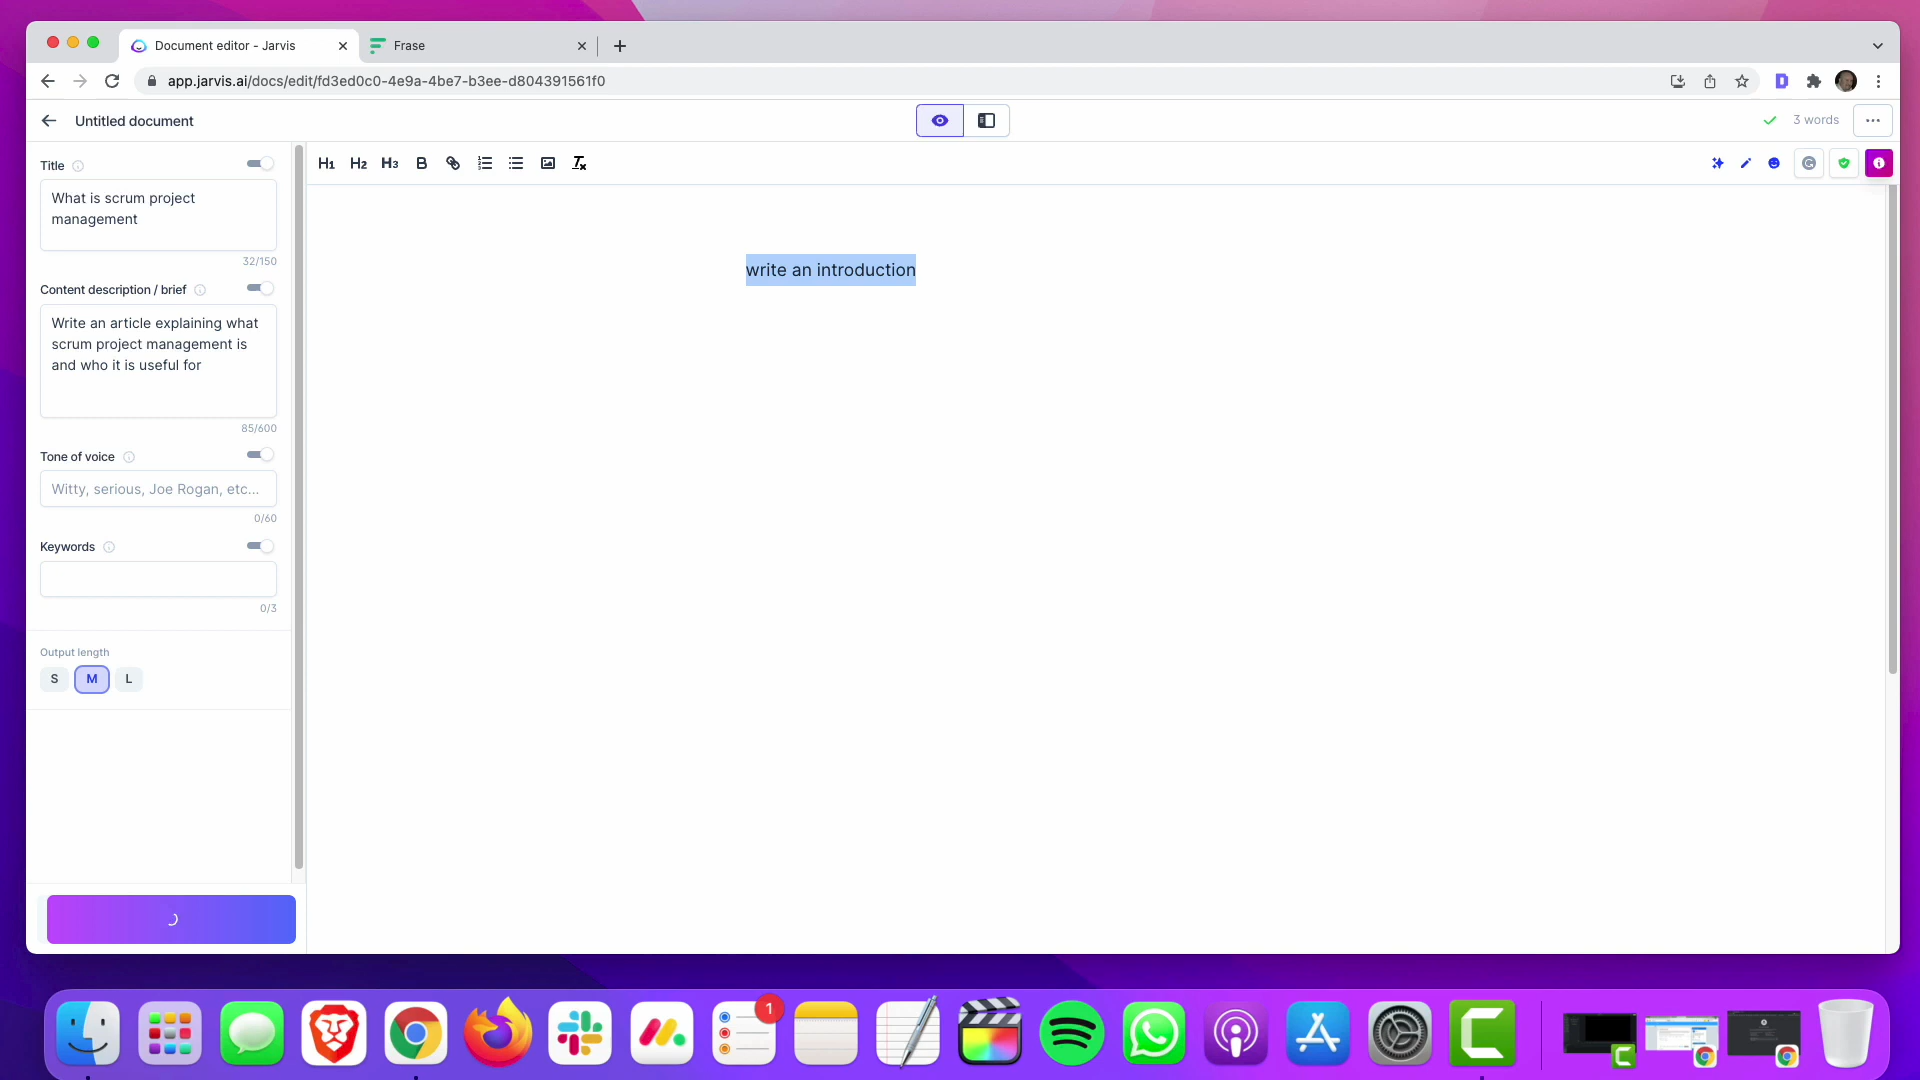 Document editor - Jarvis
Frase
app.jarvis.ai/docs/edit/fd3ed0c0-4e9a-4be7-b3ee-d804391561f0
Untitled document
3 words
Title
What is scrum project
management
32/150
Content description / brief
Write an article explaining what
scrum project management is
and who it is useful for
85/600
Tone of voice
Witty, serious, Joe Rogan, etc...
0/60
Keywords
0/3
Output length
S M L
H1 H2 H3 B
write an introduction
1